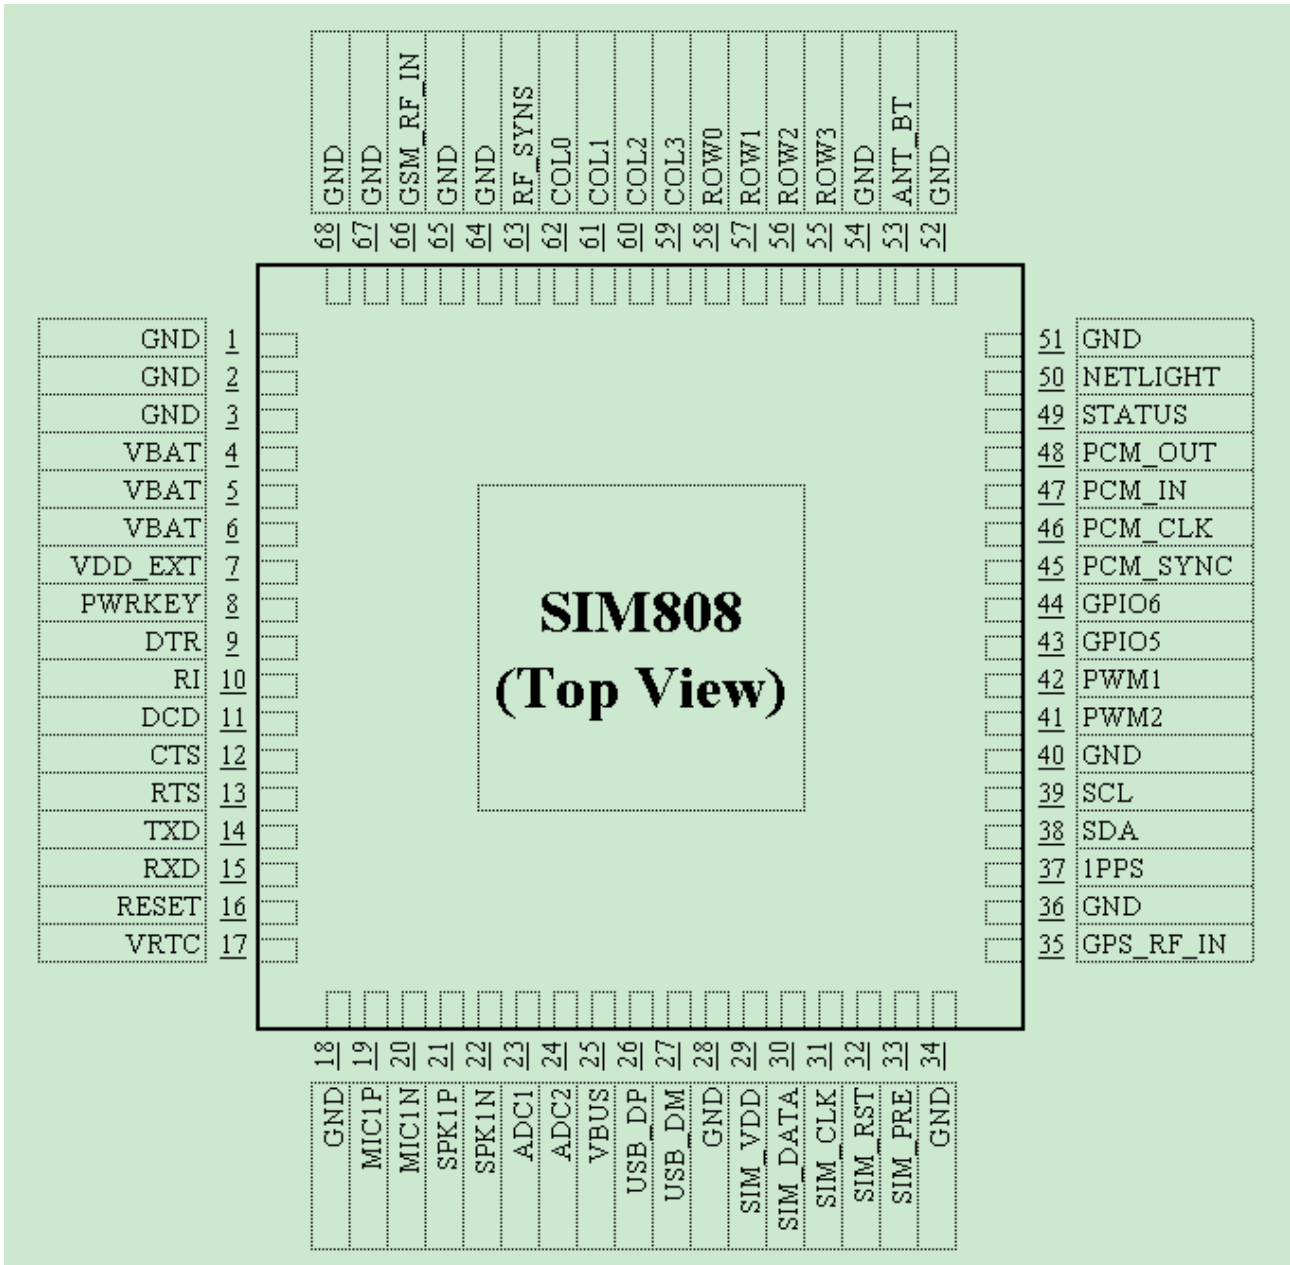 GND
GND
GSM_RF_IN
GND
GND
RF_SYNS
COL0
COL1
COL2
COL3
ROW0
ROW1
ROW2
ROW3
GND
ANT_BT
GND
68
67
66
65
64
63
62
61
60
59
58
57
56
55
54
53
52
GND 1
GND 2
GND 3
VBAT 4
VBAT 5
VBAT 6
VDD_EXT 7
PWRKEY 8
DTR 9
RI 10
DCD 11
CTS 12
RTS 13
TXD 14
RXD 15
RESET 16
VRTC 17
SIM808
(Top View)
51 GND
50 NETLIGHT
49 STATUS
48 PCM_OUT
47 PCM_IN
46 PCM_CLK
45 PCM_SYNC
44 GPIO6
43 GPIO5
42 PWM1
41 PWM2
40 GND
39 SCL
38 SDA
37 1PPS
36 GND
35 GPS_RF_IN
18
19
20
21
22
23
24
25
26
27
28
29
30
31
32
33
34
GND
MIC1P
MIC1N
SPK1P
SPK1N
ADC1
ADC2
VBUS
USB_DP
USB_DM
GND
SIM_VDD
SIM_DATA
SIM_CLK
SIM_RST
SIM_PRE
GND